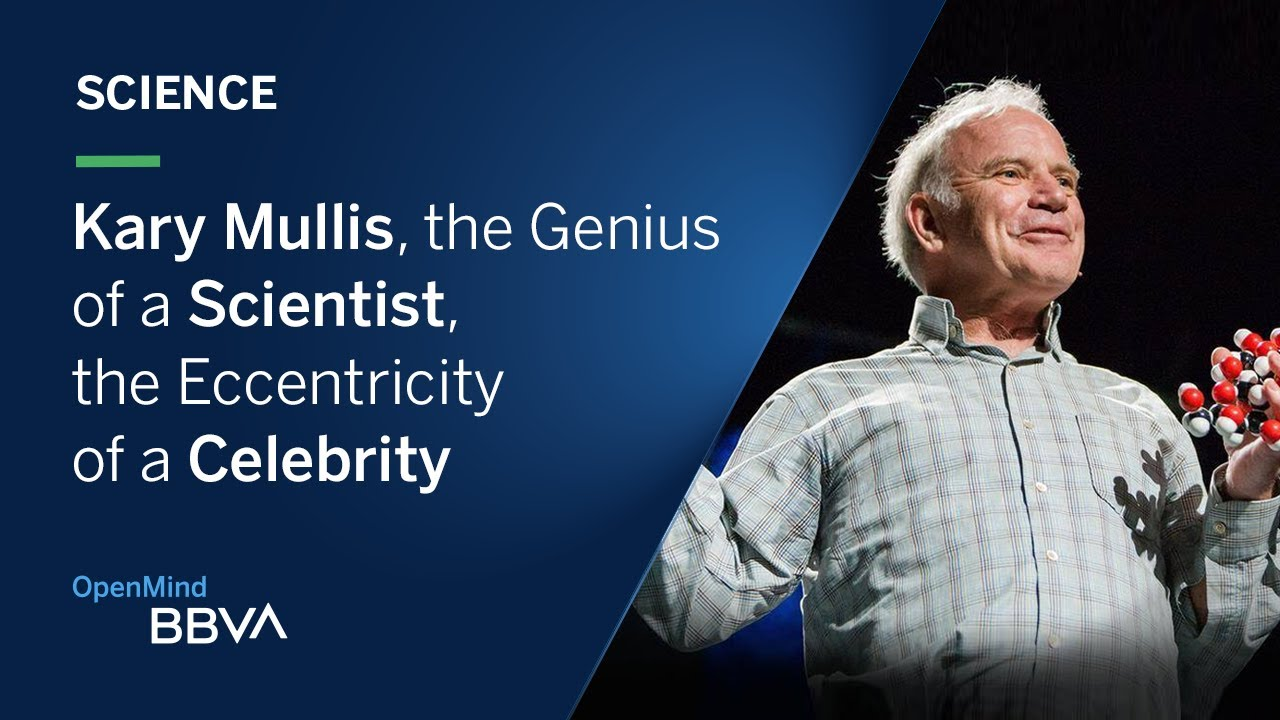 SCIENCE
Kary Mullis, the Genius
of a Scientist,
the Eccentricity
of a Celebrity
OpenMind
BBVA